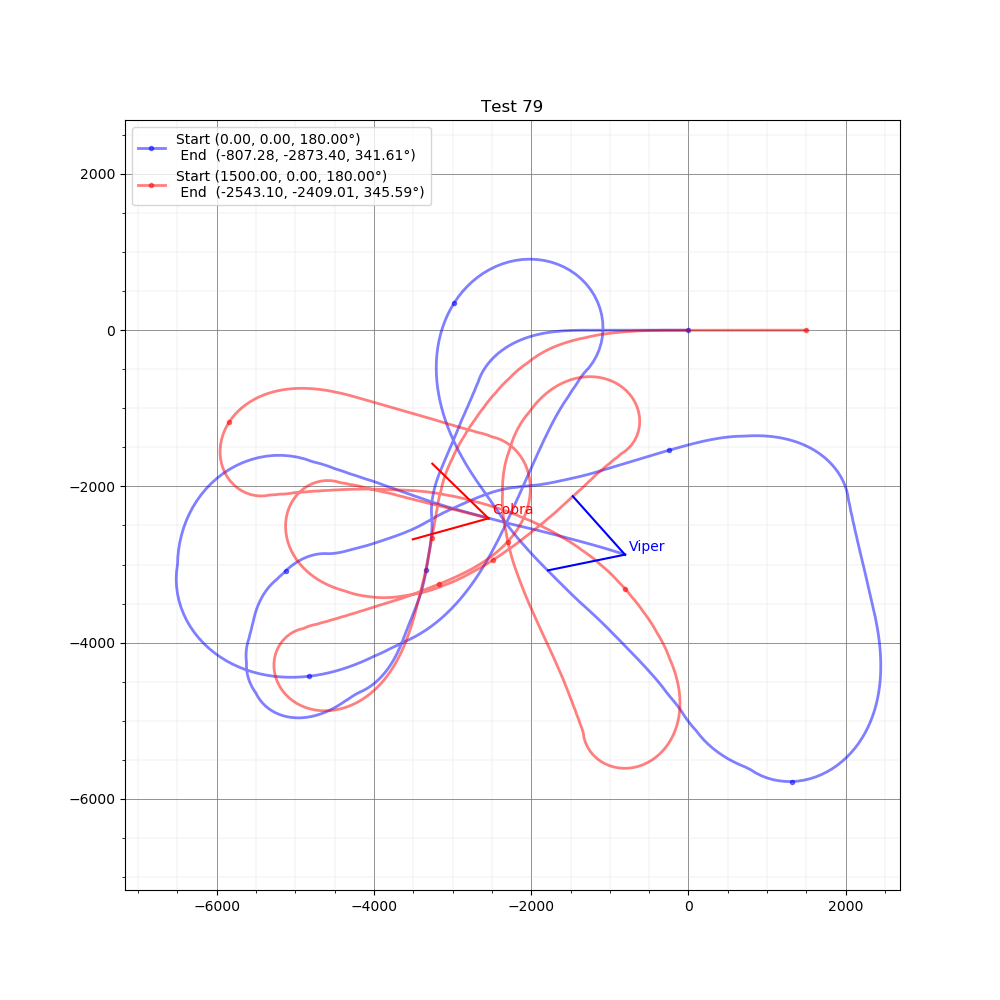 Test 79
Start (0.00, 0.00, 180.00°)
End  (-807.28, -2873.40, 341.61°)
Start (1500.00, 0.00, 180.00°)
End  (-2543.10, -2409.01, 345.59°)
2000
0
−2000
−4000
−6000
Cobra
Viper
−6000 −4000 −2000 0 2000